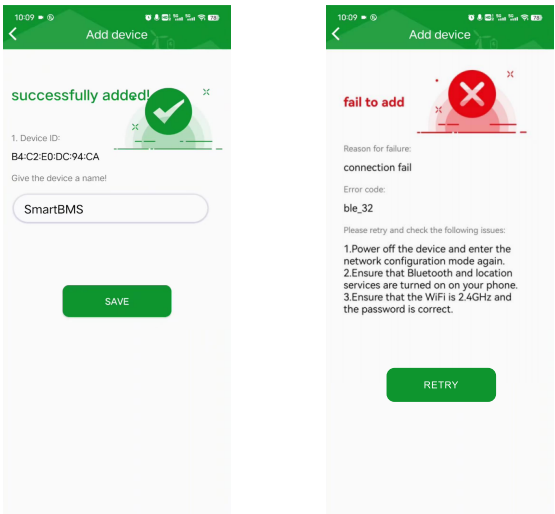 10:09
78
Add device
successfully added!
1. Device ID:
B4:C2:E0:DC:94:CA
Give the device a name!
SmartBMS
SAVE
10:09
78
Add device
fail to add
Reason for failure:
connection fail
Error code:
ble_32
Please retry and check the following issues:
1.Power off the device and enter the
network configuration mode again.
2.Ensure that Bluetooth and location
services are turned on on your phone.
3.Ensure that the WiFi is 2.4GHz and
the password is correct.
RETRY